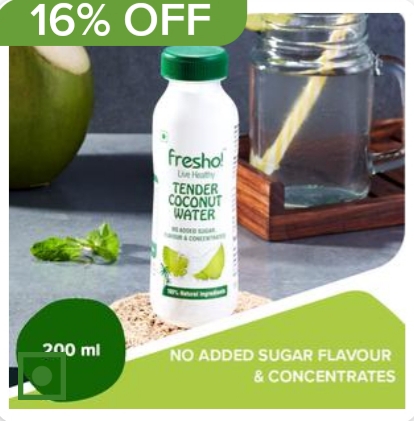 16% OFF
fresho!
Live Healthy
TENDER
COCONUT
WATER
NO ADDED SUGAR,
FLAVOUR & CONCENTRATES
100% Natural Ingredients
200 ml
NO ADDED SUGAR FLAVOUR
& CONCENTRATES